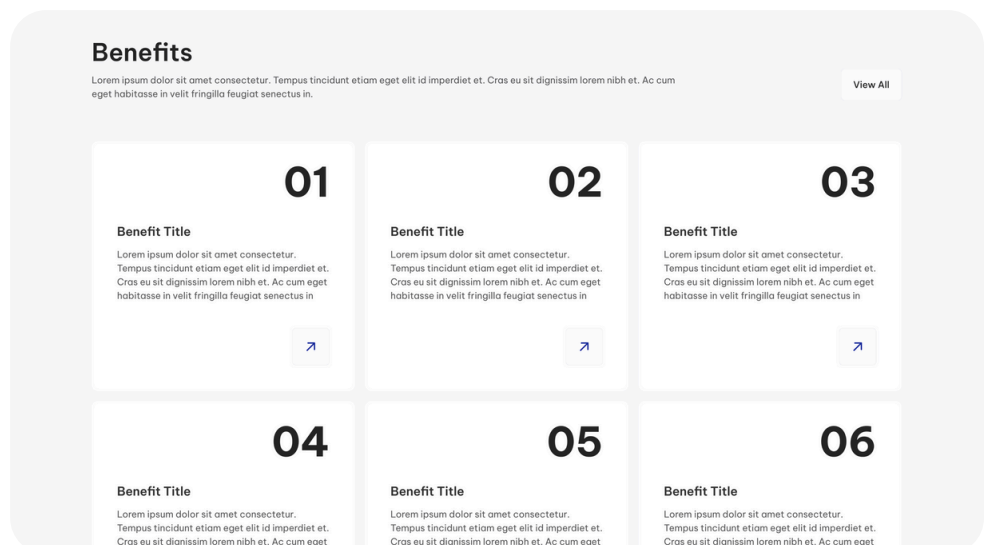 Benefits
Lorem ipsum dolor sit amet consectetur. Tempus tincidunt etiam eget elit id imperdiet et. Cras eu sit dignissim lorem nibh et. Ac cum
eget habitasse in velit fringilla feugiat senectus in.
View All
01
Benefit Title
Lorem ipsum dolor sit amet consectetur.
Tempus tincidunt etiam eget elit id imperdiet et.
Cras eu sit dignissim lorem nibh et. Ac cum eget
habitasse in velit fringilla feugiat senectus in
02
Benefit Title
Lorem ipsum dolor sit amet consectetur.
Tempus tincidunt etiam eget elit id imperdiet et.
Cras eu sit dignissim lorem nibh et. Ac cum eget
habitasse in velit fringilla feugiat senectus in
03
Benefit Title
Lorem ipsum dolor sit amet consectetur.
Tempus tincidunt etiam eget elit id imperdiet et.
Cras eu sit dignissim lorem nibh et. Ac cum eget
habitasse in velit fringilla feugiat senectus in
04
Benefit Title
Lorem ipsum dolor sit amet consectetur.
Tempus tincidunt etiam eget elit id imperdiet et.
Cras eu sit dignissim lorem nibh et. Ac cum eget
05
Benefit Title
Lorem ipsum dolor sit amet consectetur.
Tempus tincidunt etiam eget elit id imperdiet et.
Cras eu sit dignissim lorem nibh et. Ac cum eget
06
Benefit Title
Lorem ipsum dolor sit amet consectetur.
Tempus tincidunt etiam eget elit id imperdiet et.
Cras eu sit dignissim lorem nibh et. Ac cum eget